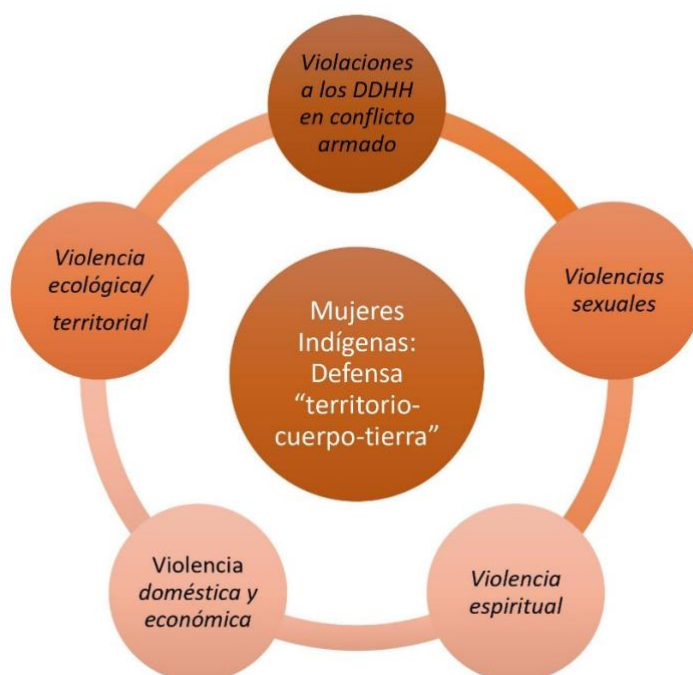 Violaciones
a los DDHH
en conflicto
armado
Violencia
ecológica/
territorial
Violencias
sexuales
Mujeres
Indígenas:
Defensa
“territorio-
cuerpo-tierra”
Violencia
doméstica y
económica
Violencia
espiritual